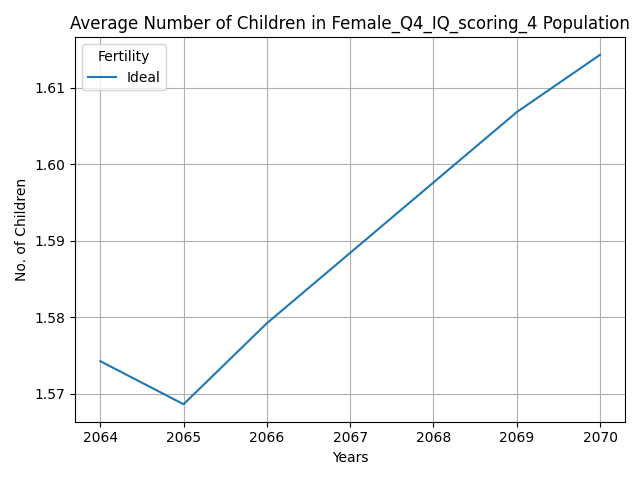 Average Number of Children in Female_Q4_IQ_scoring_4 Population
Fertility
Ideal
No. of Children
1.61
1.60
1.59
1.58
1.57
2064 2065 2066 2067 2068 2069 2070
Years